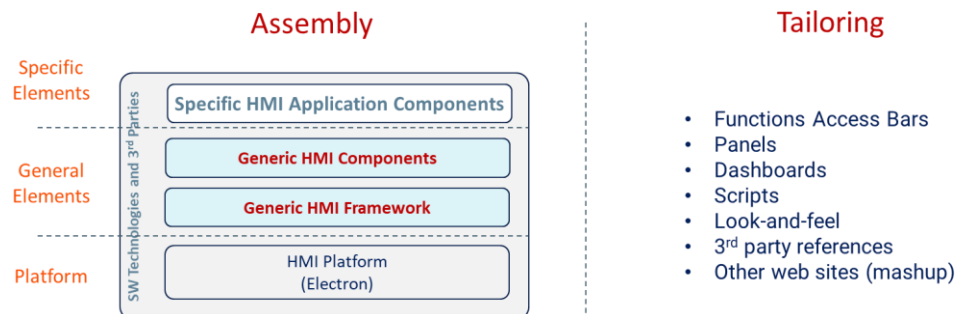 Assembly
Tailoring
Specific
Elements
SW Technologies and 3rd Parties
Specific HMI Application Components
General
Elements
Generic HMI Components
Generic HMI Framework
Platform
HMI Platform
(Electron)
• Functions Access Bars
• Panels
• Dashboards
• Scripts
• Look-and-feel
• 3rd party references
• Other web sites (mashup)